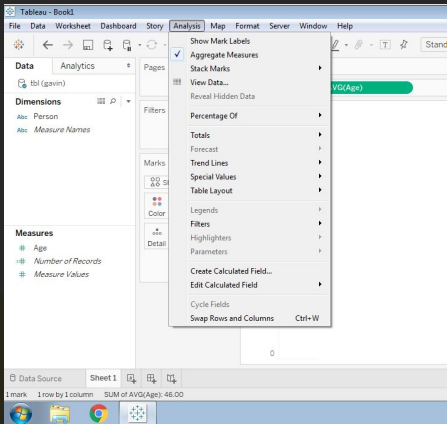 Tableau - Book1
File Data Worksheet Dashboard Story Analysis Map Format Server Window Help
Show Mark Labels
Aggregate Measures
Stack Marks
View Data...
Reveal Hidden Data
Percentage Of
Totals
Forecast
Trend Lines
Special Values
Table Layout
Legends
Filters
Highlighters
Parameters
Create Calculated Field...
Edit Calculated Field
Cycle Fields
Swap Rows and Columns Ctrl+W
Data Analytics
tbl (gavin)
Dimensions
Abc Person
Abc Measure Names
Measures
# Age
=# Number of Records
# Measure Values
Pages
Filters
Marks
Color
Detail
T Stand
VG(Age)
0
Data Source Sheet 1
1 mark 1 row by 1 column SUM of AVG(Age): 46.00